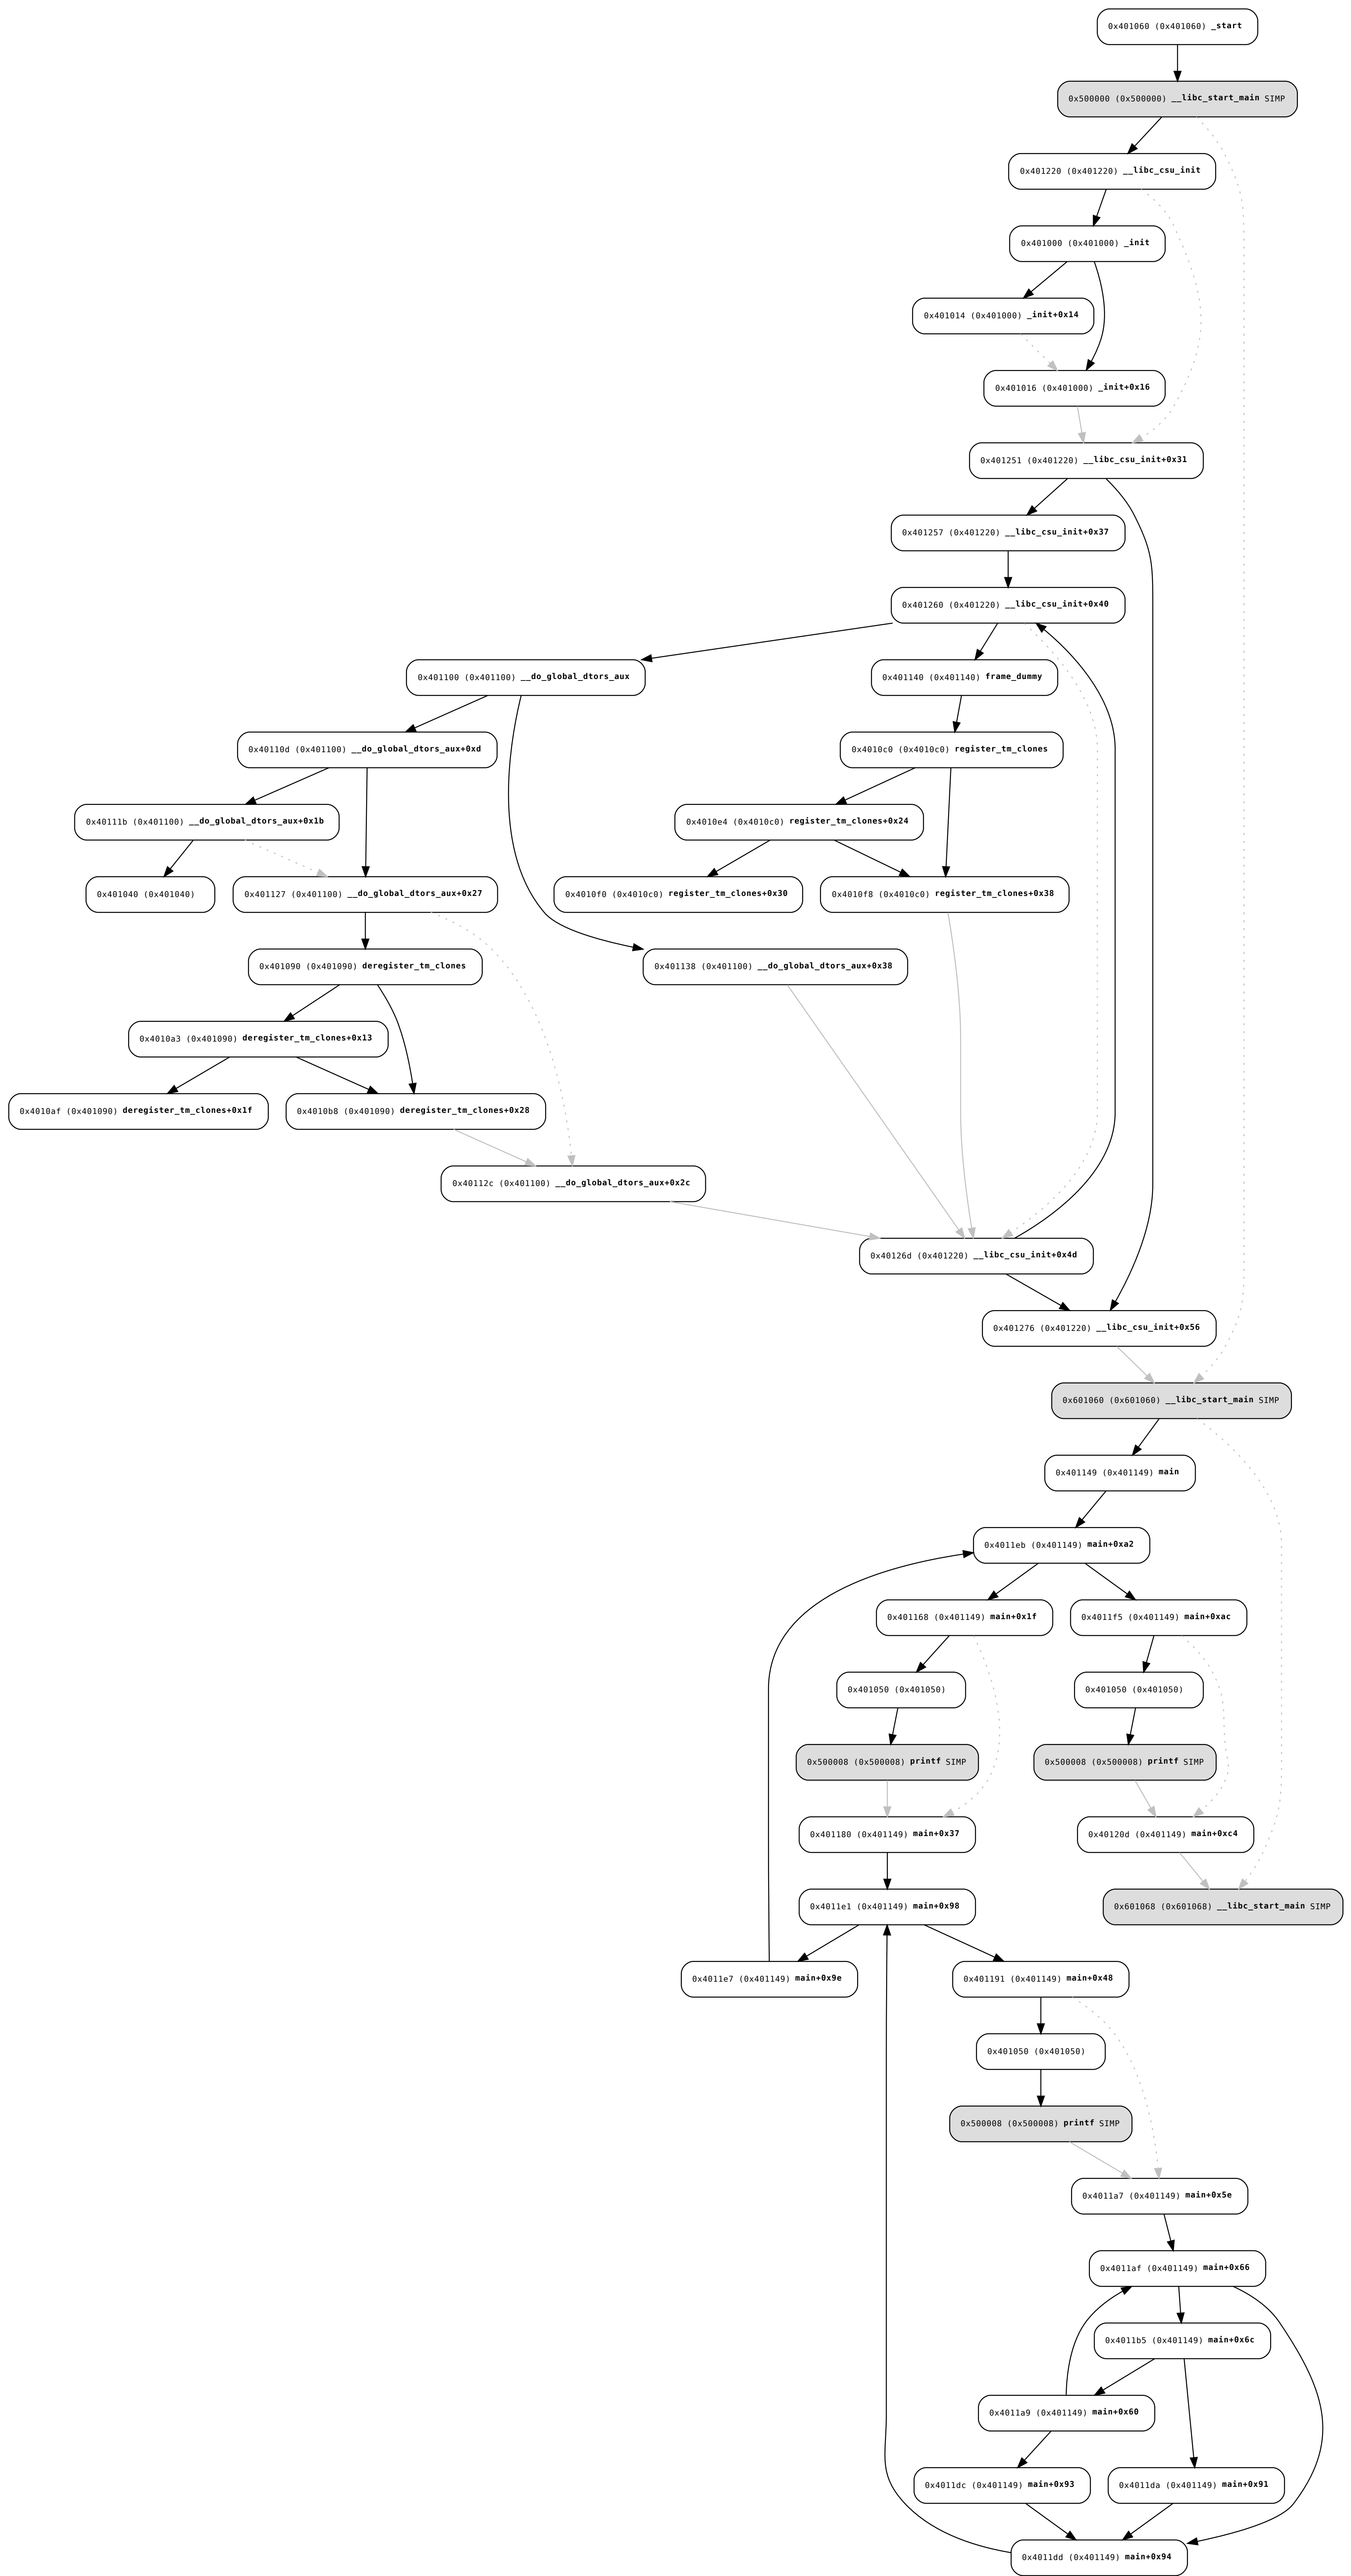 0x401060 (0x401060) _start
0x500000 (0x500000) __libc_start_main SIMP
0x401220 (0x401220) __libc_csu_init
0x401000 (0x401000) _init
0x401014 (0x401000) _init+0x14
0x401016 (0x401000) _init+0x16
0x401251 (0x401220) __libc_csu_init+0x31
0x401257 (0x401220) __libc_csu_init+0x37
0x401260 (0x401220) __libc_csu_init+0x40
0x401100 (0x401100) __do_global_dtors_aux
0x401140 (0x401140) frame_dummy
0x40110d (0x401100) __do_global_dtors_aux+0xd
0x4010c0 (0x4010c0) register_tm_clones
0x40111b (0x401100) __do_global_dtors_aux+0x1b
0x4010e4 (0x4010c0) register_tm_clones+0x24
0x401040 (0x401040)
0x401127 (0x401100) __do_global_dtors_aux+0x27
0x4010f0 (0x4010c0) register_tm_clones+0x30
0x4010f8 (0x4010c0) register_tm_clones+0x38
0x401090 (0x401090) deregister_tm_clones
0x401138 (0x401100) __do_global_dtors_aux+0x38
0x4010a3 (0x401090) deregister_tm_clones+0x13
0x4010af (0x401090) deregister_tm_clones+0x1f
0x4010b8 (0x401090) deregister_tm_clones+0x28
0x40112c (0x401100) __do_global_dtors_aux+0x2c
0x40126d (0x401220) __libc_csu_init+0x4d
0x401276 (0x401220) __libc_csu_init+0x56
0x601060 (0x601060) __libc_start_main SIMP
0x401149 (0x401149) main
0x4011eb (0x401149) main+0xa2
0x401168 (0x401149) main+0x1f
0x4011f5 (0x401149) main+0xac
0x401050 (0x401050)
0x401050 (0x401050)
0x500008 (0x500008) printf SIMP
0x500008 (0x500008) printf SIMP
0x401180 (0x401149) main+0x37
0x40120d (0x401149) main+0xc4
0x4011e1 (0x401149) main+0x98
0x601068 (0x601068) __libc_start_main SIMP
0x4011e7 (0x401149) main+0x9e
0x401191 (0x401149) main+0x48
0x401050 (0x401050)
0x500008 (0x500008) printf SIMP
0x4011a7 (0x401149) main+0x5e
0x4011af (0x401149) main+0x66
0x4011b5 (0x401149) main+0x6c
0x4011a9 (0x401149) main+0x60
0x4011dc (0x401149) main+0x93
0x4011da (0x401149) main+0x91
0x4011dd (0x401149) main+0x94